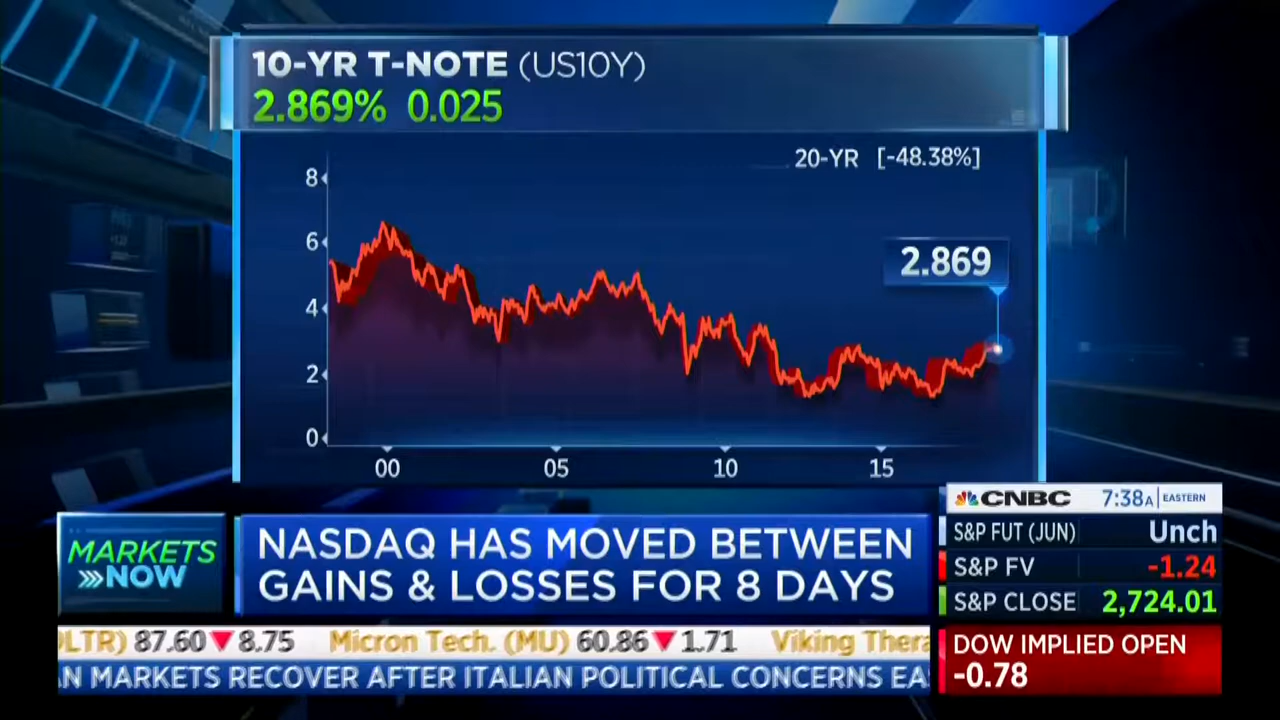 10-YR T-NOTE (US10Y)
2.869% 0.025
20-YR [-48.38%]
8
6
4
2
0
2.869
00 05 10 15
MARKETS
NOW
NASDAQ HAS MOVED BETWEEN
GAINS & LOSSES FOR 8 DAYS
CNBC 7:38A EASTERN
S&P FUT (JUN) Unch
S&P FV -1.24
S&P CLOSE 2,724.01
DOW IMPLIED OPEN
-0.78
LTR) 87.60▼8.75 Micron Tech. (MU) 60.86▼1.71 Viking Thera
AN MARKETS RECOVER AFTER ITALIAN POLITICAL CONCERNS EA